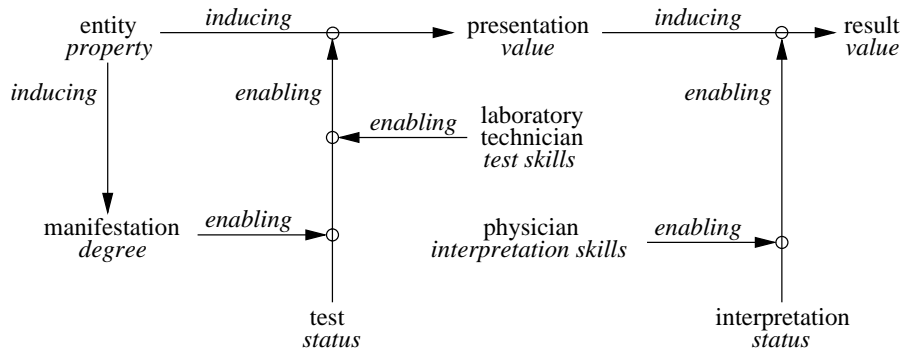 entity
property
inducing
presentation
value
inducing
result
value
inducing
enabling
enabling
laboratory
technician
test skills
enabling
manifestation
degree
enabling
physician
interpretation skills
enabling
test
status
interpretation
status